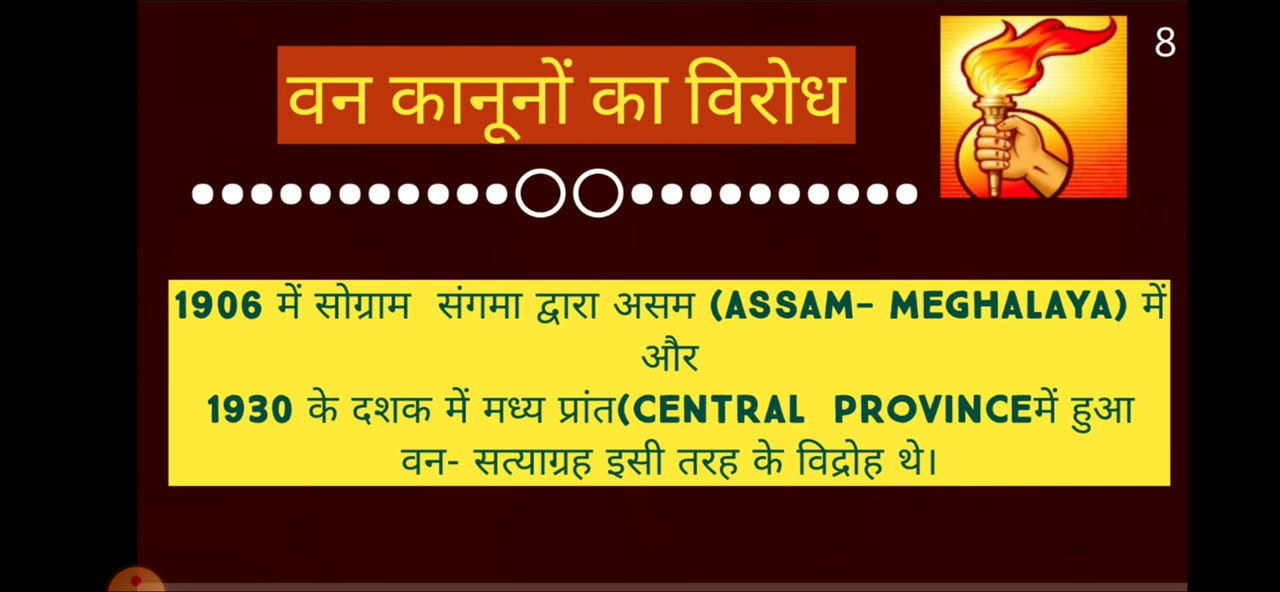 8
वन कानूनों का विरोध
1906 में सोग्राम संगमा द्वारा असम (ASSAM- MEGHALAYA) में
और
1930 के दशक में मध्य प्रांत(CENTRAL PROVINCEमें हुआ
वन- सत्याग्रह इसी तरह के विद्रोह थे।